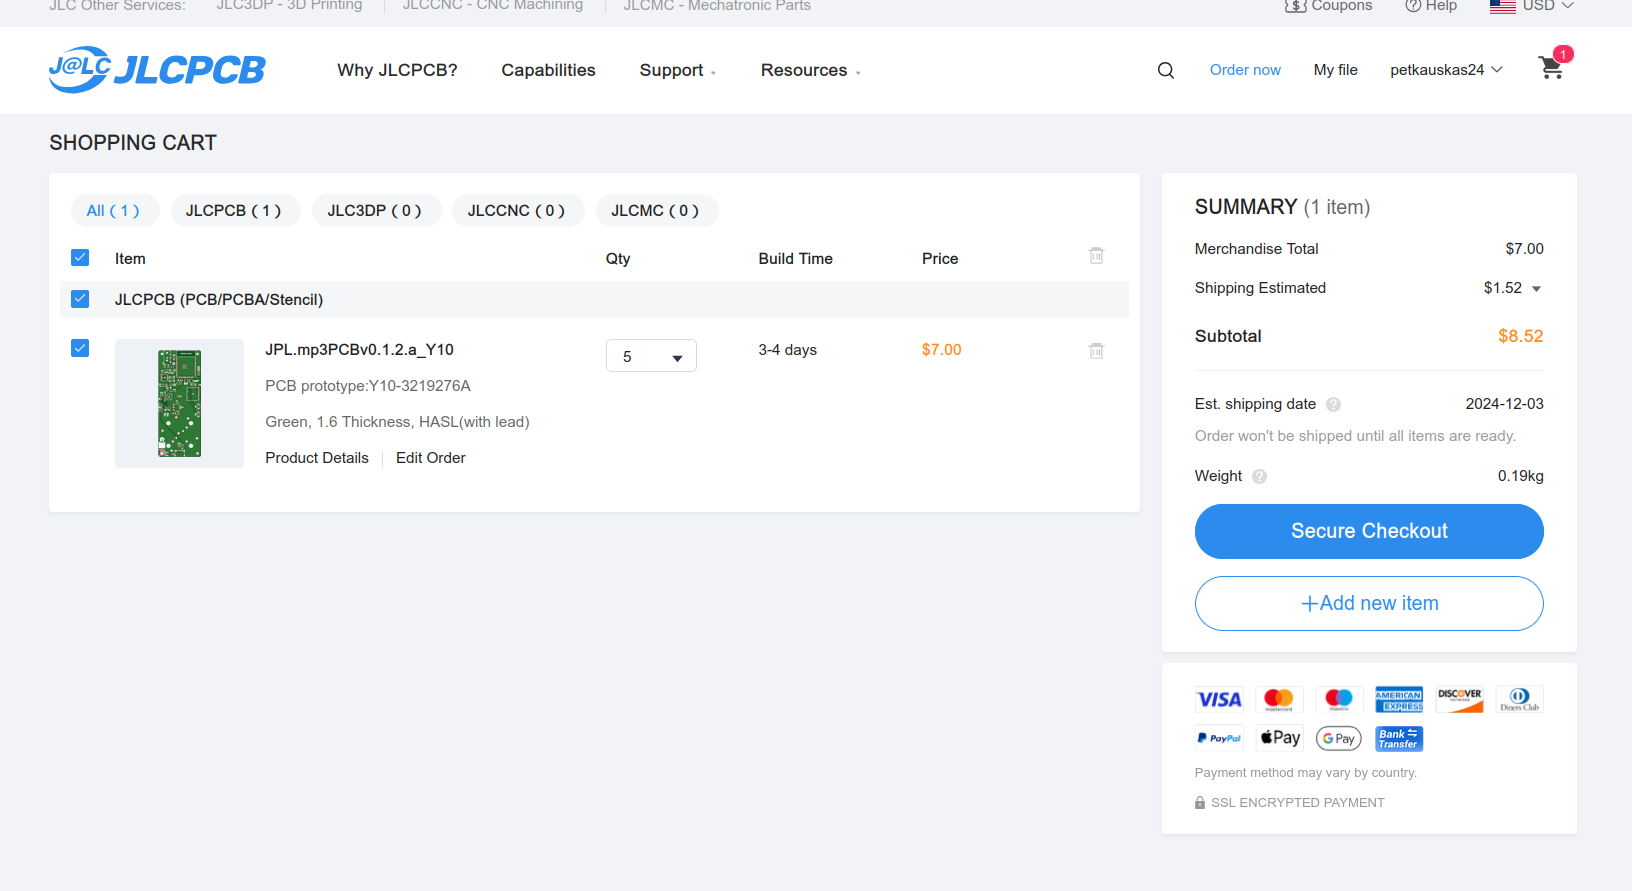 JLC Other Services: JLC3DP - 3D Printing JLCCNC - CNC Machining JLCMC - Mechatronic Parts Coupons Help USD
J@LC JLCPCB Why JLCPCB? Capabilities Support Resources Order now My file petkauskas24 1
SHOPPING CART
All ( 1 ) JLCPCB ( 1 ) JLC3DP ( 0 ) JLCCNC ( 0 ) JLCMC ( 0 )
Item Qty Build Time Price
JLCPCB (PCB/PCBA/Stencil)
JPL.mp3PCBv0.1.2.a_Y10 5 3-4 days $7.00
PCB prototype:Y10-3219276A
Green, 1.6 Thickness, HASL(with lead)
Product Details Edit Order
SUMMARY (1 item)
Merchandise Total $7.00
Shipping Estimated $1.52
Subtotal $8.52
Est. shipping date ? 2024-12-03
Order won't be shipped until all items are ready.
Weight ? 0.19kg
Secure Checkout
+Add new item
VISA mastercard maestro AMERICAN EXPRESS DISCOVER NETWORK Diners Club
PayPal Pay G Pay Bank Transfer
Payment method may vary by country.
SSL ENCRYPTED PAYMENT